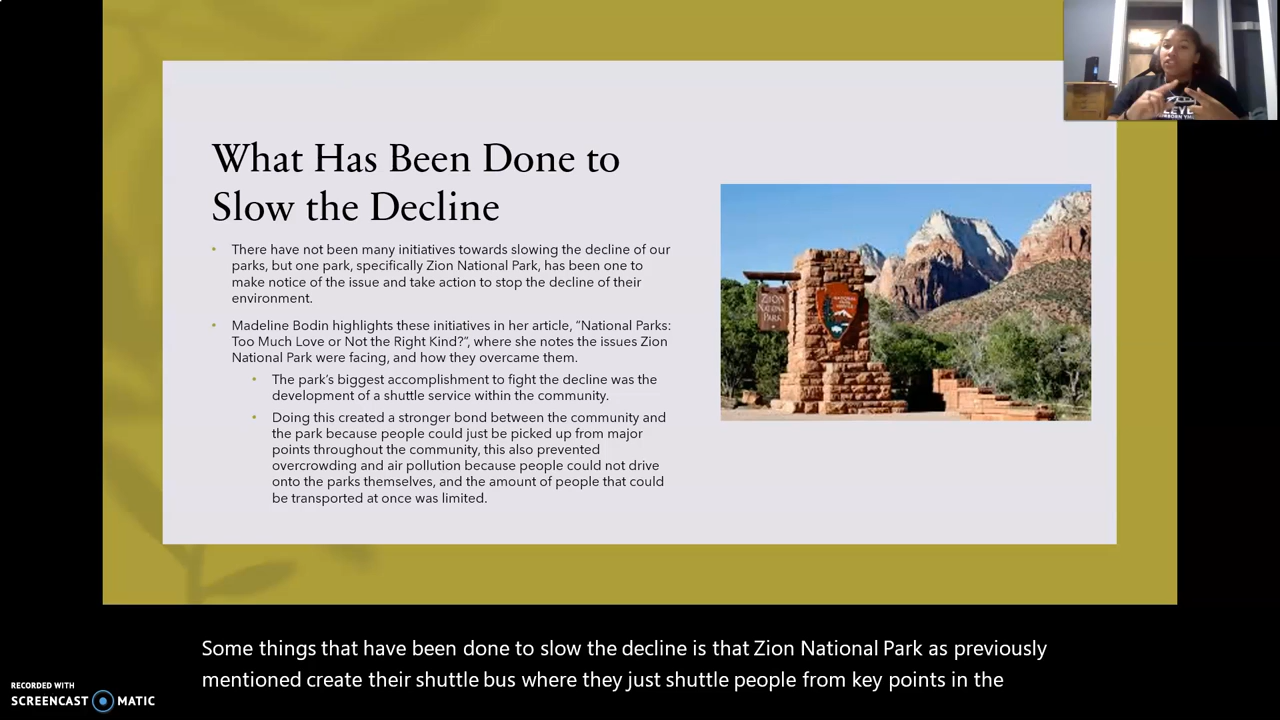 What Has Been Done to
Slow the Decline
• There have not been many initiatives towards slowing the decline of our
parks, but one park, specifically Zion National Park, has been one to
make notice of the issue and take action to stop the decline of their
environment.
• Madeline Bodin highlights these initiatives in her article, “National Parks:
Too Much Love or Not the Right Kind?”, where she notes the issues Zion
National Park were facing, and how they overcame them.
• The park’s biggest accomplishment to fight the decline was the
development of a shuttle service within the community.
• Doing this created a stronger bond between the community and
the park because people could just be picked up from major
points throughout the community, this also prevented
overcrowding and air pollution because people could not drive
onto the parks themselves, and the amount of people that could
be transported at once was limited.
ZION
NATIONAL
PARK
NATIONAL
PARK SERVICE
Some things that have been done to slow the decline is that Zion National Park as previously
mentioned create their shuttle bus where they just shuttle people from key points in the
RECORDED WITH
SCREENCAST MATIC